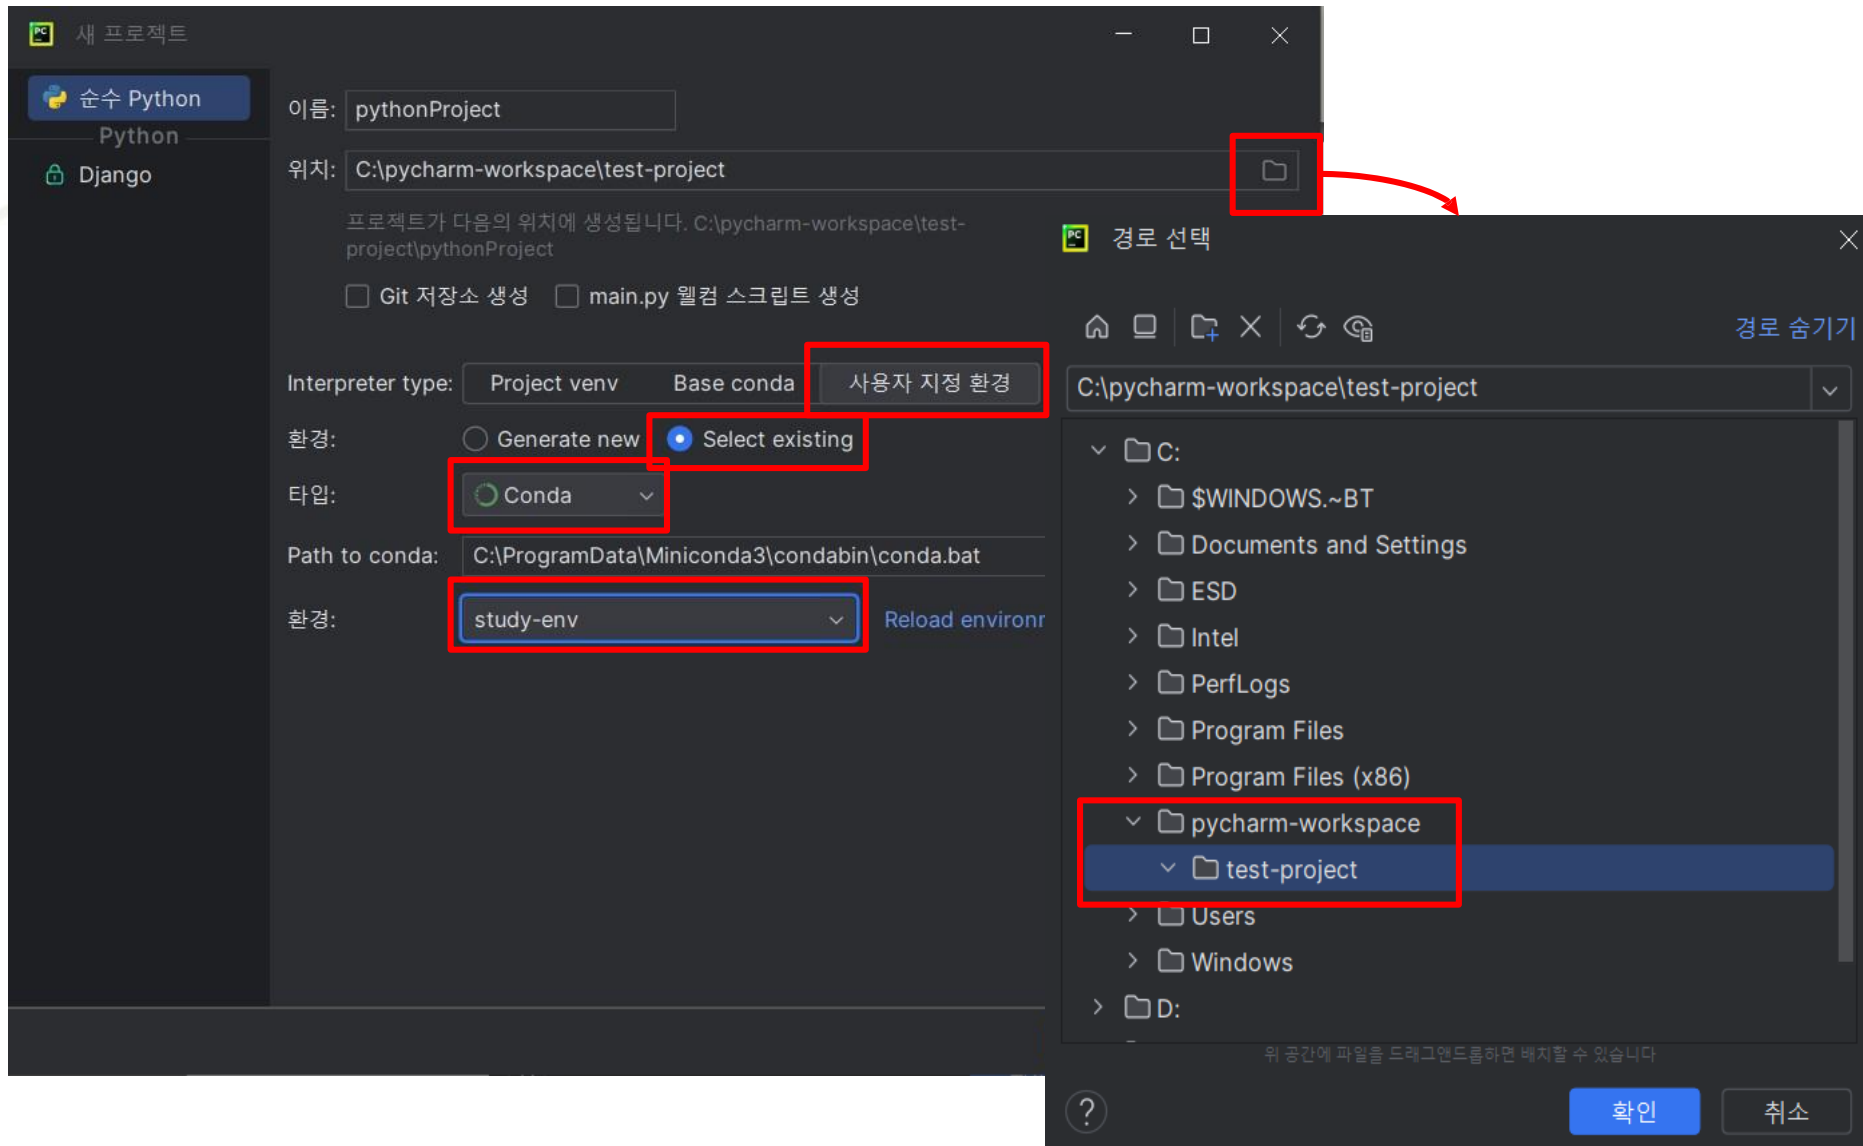 새 프로젝트
순수 Python
Python
Django
이름: pythonProject
위치: C:\pycharm-workspace\test-project
프로젝트가 다음의 위치에 생성됩니다. C:\pycharm-workspace\test-
project\pythonProject
Git 저장소 생성 main.py 웰컴 스크립트 생성
Interpreter type: Project venv Base conda 사용자 지정 환경
환경: Generate new Select existing
타입: Conda
Path to conda: C:\ProgramData\Miniconda3\condabin\conda.bat
환경: study-env Reload environr
경로 선택
경로 숨기기
C:\pycharm-workspace\test-project
C:
$WINDOWS.~BT
Documents and Settings
ESD
Intel
PerfLogs
Program Files
Program Files (x86)
pycharm-workspace
test-project
Users
Windows
D:
위 공간에 파일을 드래그앤드롭하면 배치할 수 있습니다
? 확인 취소